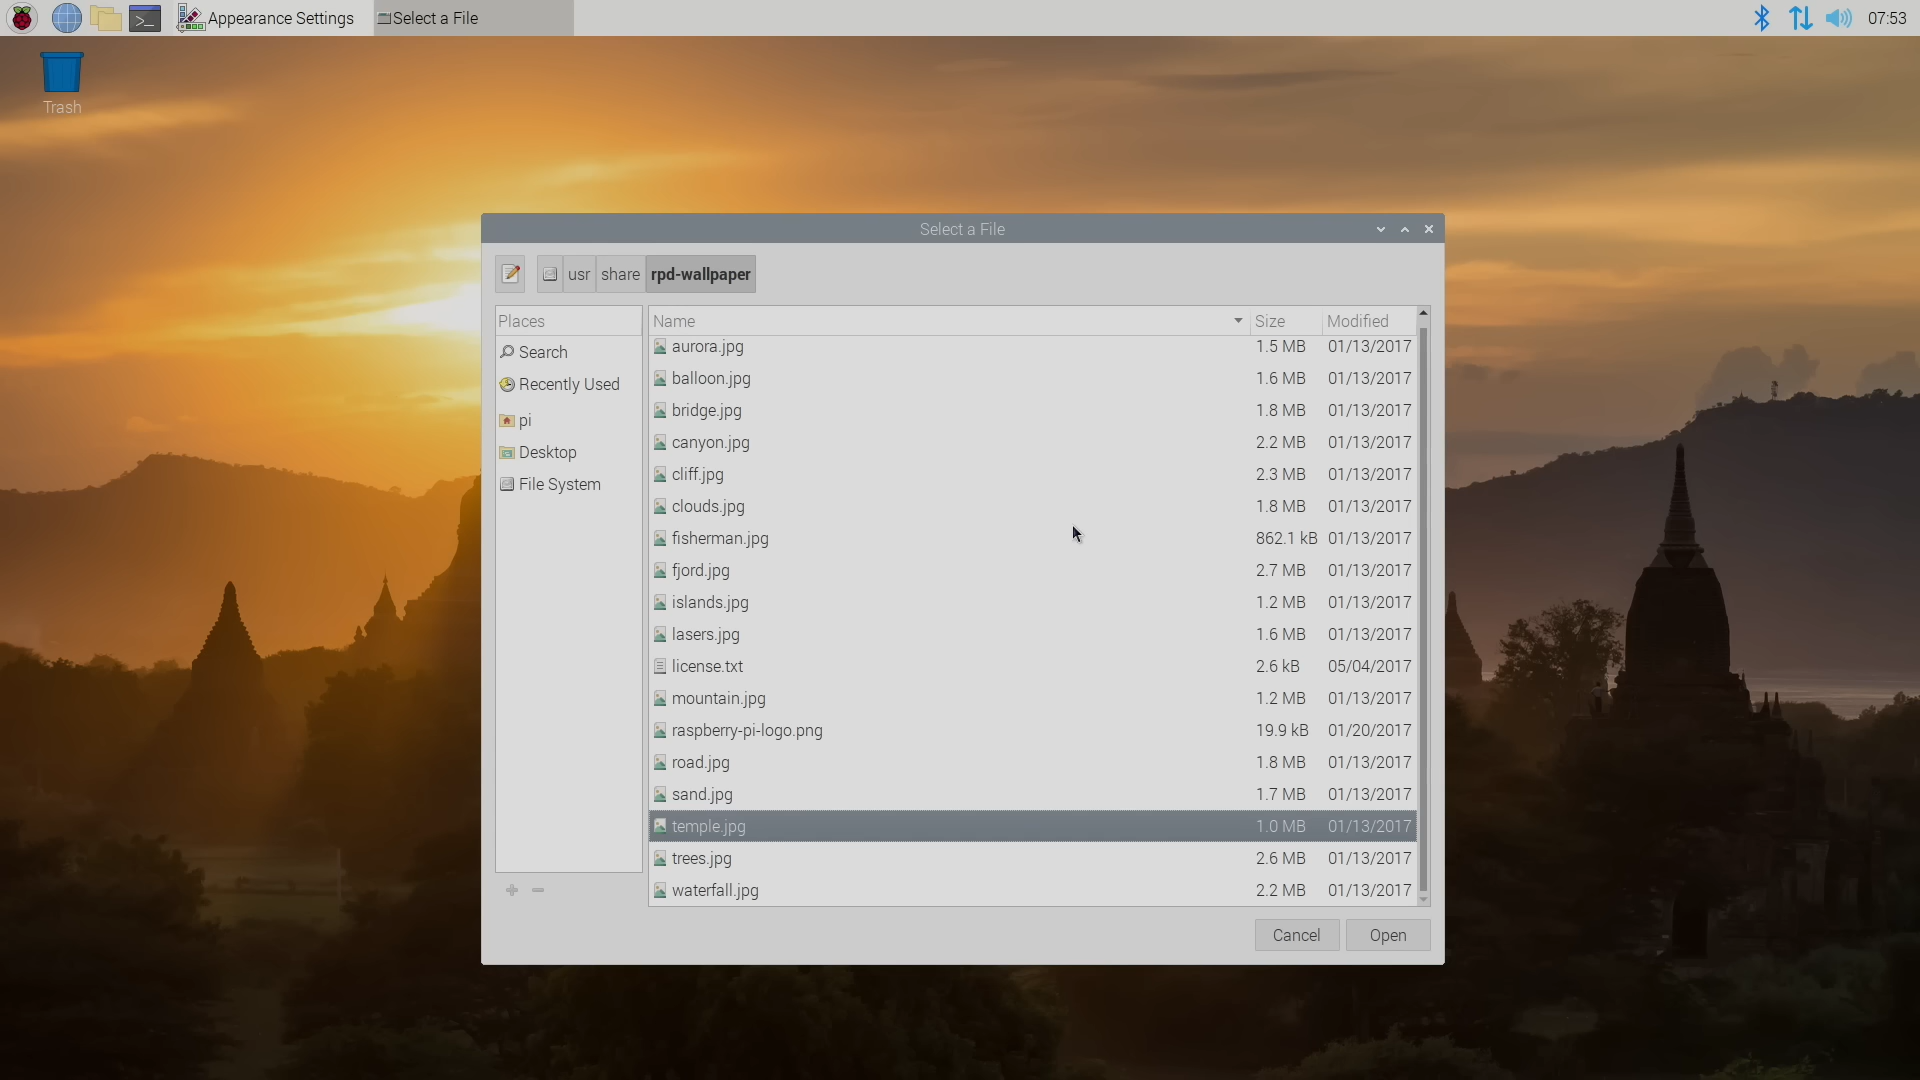 Appearance Settings
Select a File
07:53
Trash
Select a File
usr
share
rpd-wallpaper
Places
Search
Recently Used
pi
Desktop
File System
Name Size Modified
aurora.jpg 1.5 MB 01/13/2017
balloon.jpg 1.6 MB 01/13/2017
bridge.jpg 1.8 MB 01/13/2017
canyon.jpg 2.2 MB 01/13/2017
cliff.jpg 2.3 MB 01/13/2017
clouds.jpg 1.8 MB 01/13/2017
fisherman.jpg 862.1 kB 01/13/2017
fjord.jpg 2.7 MB 01/13/2017
islands.jpg 1.2 MB 01/13/2017
lasers.jpg 1.6 MB 01/13/2017
license.txt 2.6 kB 05/04/2017
mountain.jpg 1.2 MB 01/13/2017
raspberry-pi-logo.png 19.9 kB 01/20/2017
road.jpg 1.8 MB 01/13/2017
sand.jpg 1.7 MB 01/13/2017
temple.jpg 1.0 MB 01/13/2017
trees.jpg 2.6 MB 01/13/2017
waterfall.jpg 2.2 MB 01/13/2017
Cancel
Open